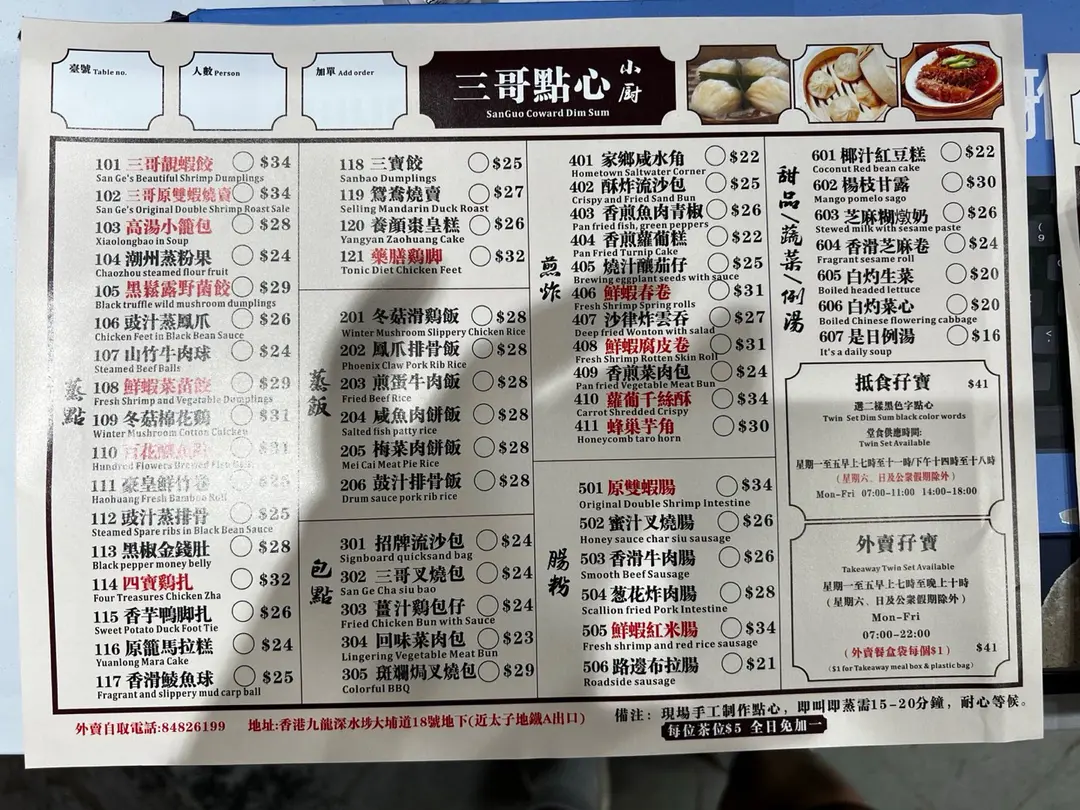 臺號 Table no.
人數 Person
加單 Add order
三哥點心 小厨
SanGuo Coward Dim Sum
蒸點
101 三哥靚蝦餃 $34
San Ge's Beautiful Shrimp Dumplings
102 三哥原雙蝦燒賣 $34
San Ge's Original Double Shrimp Roast Sale
103 高湯小籠包 $28
Xiaolongbao in Soup
104 潮州蒸粉果 $24
Chaozhou steamed flour fruit
105 黑鬆露野菌餃 $29
Black truffle wild mushroom dumplings
106 豉汁蒸鳳爪 $26
Chicken Feet in Black Bean Sauce
107 山竹牛肉球 $24
Steamed Beef Balls
108 鮮蝦菜苗餃 $29
Fresh Shrimp and Vegetable Dumplings
109 冬菇棉花鷄 $31
Winter Mushroom Cotton Chicken
110 百花 $31
Hundred Flowers Brewed
111 豪皇鮮竹卷 $25
Haohuang Fresh Bamboo Roll
112 豉汁蒸排骨 $25
Steamed Spare ribs in Black Bean Sauce
113 黑椒金錢肚 $28
Black pepper money belly
114 四寶鷄扎 $32
Four Treasures Chicken Zha
115 香芋鴨脚扎 $26
Sweet Potato Duck Foot Tie
116 原籠馬拉糕 $24
Yuanlong Mara Cake
117 香滑鯪魚球 $25
Fragrant and slippery mud carp ball
118 三寶餃 $25
Sanbao Dumplings
119 鴛鴦燒賣 $27
Selling Mandarin Duck Roast
120 養顔棗皇糕 $26
Yangyan Zaohuang Cake
121 藥膳鷄脚 $32
Tonic Diet Chicken Feet
蒸飯
201 冬菇滑鷄飯 $28
Winter Mushroom Slippery Chicken Rice
202 鳳爪排骨飯 $28
Phoenix Claw Pork Rib Rice
203 煎蛋牛肉飯 $28
Fried Beef Rice
204 咸魚肉餅飯 $28
Salted fish patty rice
205 梅菜肉餅飯 $28
Mei Cai Meat Pie Rice
206 鼓汁排骨飯 $28
Drum sauce pork rib rice
包點
301 招牌流沙包 $24
Signboard quicksand bag
302 三哥叉燒包 $24
San Ge Cha siu bao
303 薑汁鷄包仔 $24
Fried Chicken Bun with Sauce
304 回味菜肉包 $23
Lingering Vegetable Meat Bun
305 斑斕焗叉燒包 $29
Colorful BBQ
煎炸
401 家鄉咸水角 $22
Hometown Saltwater Corner
402 酥炸流沙包 $25
Crispy and Fried Sand Bun
403 香煎魚肉青椒 $26
Pan fried fish, green peppers
404 香煎蘿蔔糕 $22
Pan Fried Turnip Cake
405 燒汁釀茄仔 $25
Brewing eggplant seeds with sauce
406 鮮蝦春卷 $31
Fresh Shrimp Spring rolls
407 沙律炸雲吞 $27
Deep fried Wonton with salad
408 鮮蝦腐皮卷 $31
Fresh Shrimp Rotten Skin Roll
409 香煎菜肉包 $24
Pan fried Vegetable Meat Bun
410 蘿蔔千絲酥 $34
Carrot Shredded Crispy
411 蜂巢芋角 $30
Honeycomb taro horn
腸粉
501 原雙蝦腸 $34
Original Double Shrimp Intestine
502 蜜汁叉燒腸 $26
Honey sauce char siu sausage
503 香滑牛肉腸 $26
Smooth Beef Sausage
504 葱花炸肉腸 $28
Scallion fried Pork Intestine
505 鮮蝦紅米腸 $34
Fresh shrimp and red rice sausage
506 路邊布拉腸 $21
Roadside sausage
甜品\蔬菜\例湯
601 椰汁紅豆糕 $22
Coconut Red bean cake
602 楊枝甘露 $30
Mango pomelo sago
603 芝麻糊燉奶 $26
Stewed milk with sesame paste
604 香滑芝麻卷 $24
Fragrant sesame roll
605 白灼生菜 $20
Boiled headed lettuce
606 白灼菜心 $20
Boiled Chinese flowering cabbage
607 是日例湯 $16
It's a daily soup
抵食孖寶 $41
選二樣黑色字點心
Twin Set Dim Sum black color words
堂食供應時間:
Twin Set Available
星期一至五早上七時至十一時/下午十四時至十八時
(星期六、日及公衆假期除外)
Mon-Fri 07:00-11:00 14:00-18:00
外賣孖寶
Takeaway Twin Set Available
星期一至五早上七時至晚上十時
(星期六、日及公衆假期除外)
Mon-Fri
07:00-22:00
(外賣餐盒袋每個$1) $41
($1 for Takeaway meal box & plastic bag)
外賣自取電話:84826199 地址:香港九龍深水埗大埔道18號地下(近太子地鐵A出口)
備注: 現場手工制作點心,即叫即蒸需15-20分鐘,耐心等候。
每位茶位$5 全日免加一